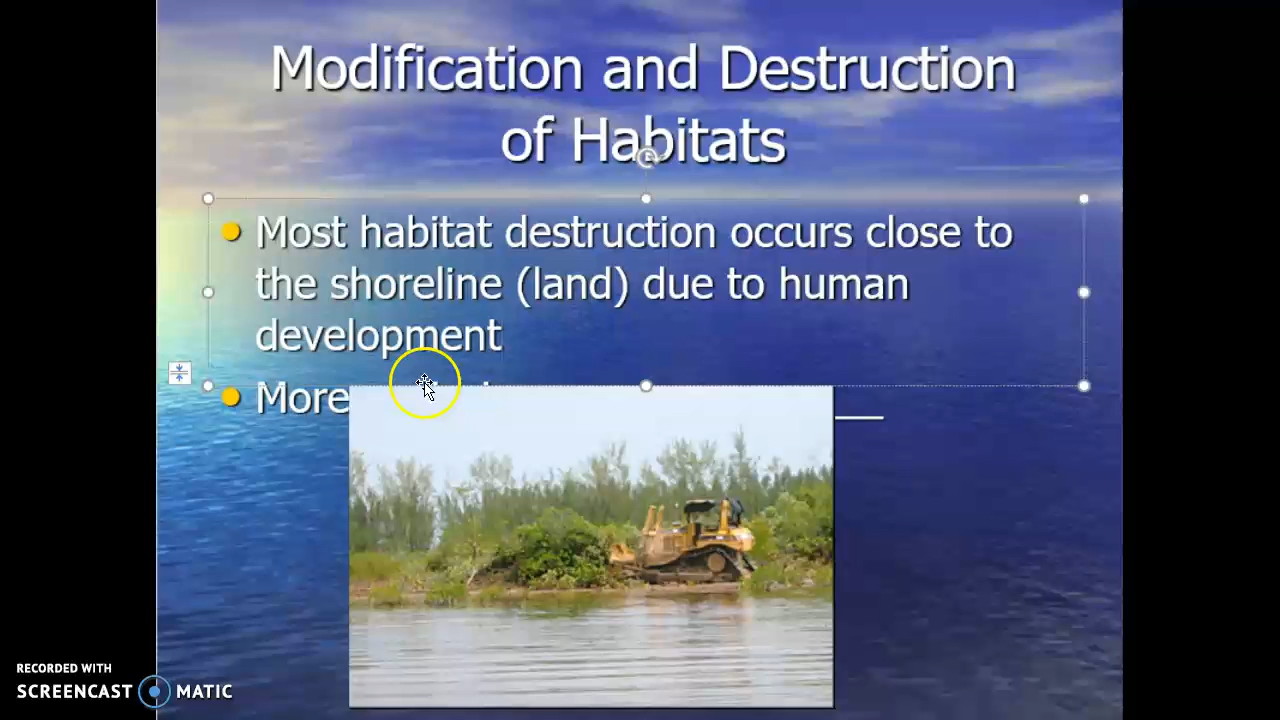 Modification and Destruction
of Habitats
Most habitat destruction occurs close to
the shoreline (land) due to human
development
More
RECORDED WITH
SCREENCAST MATIC